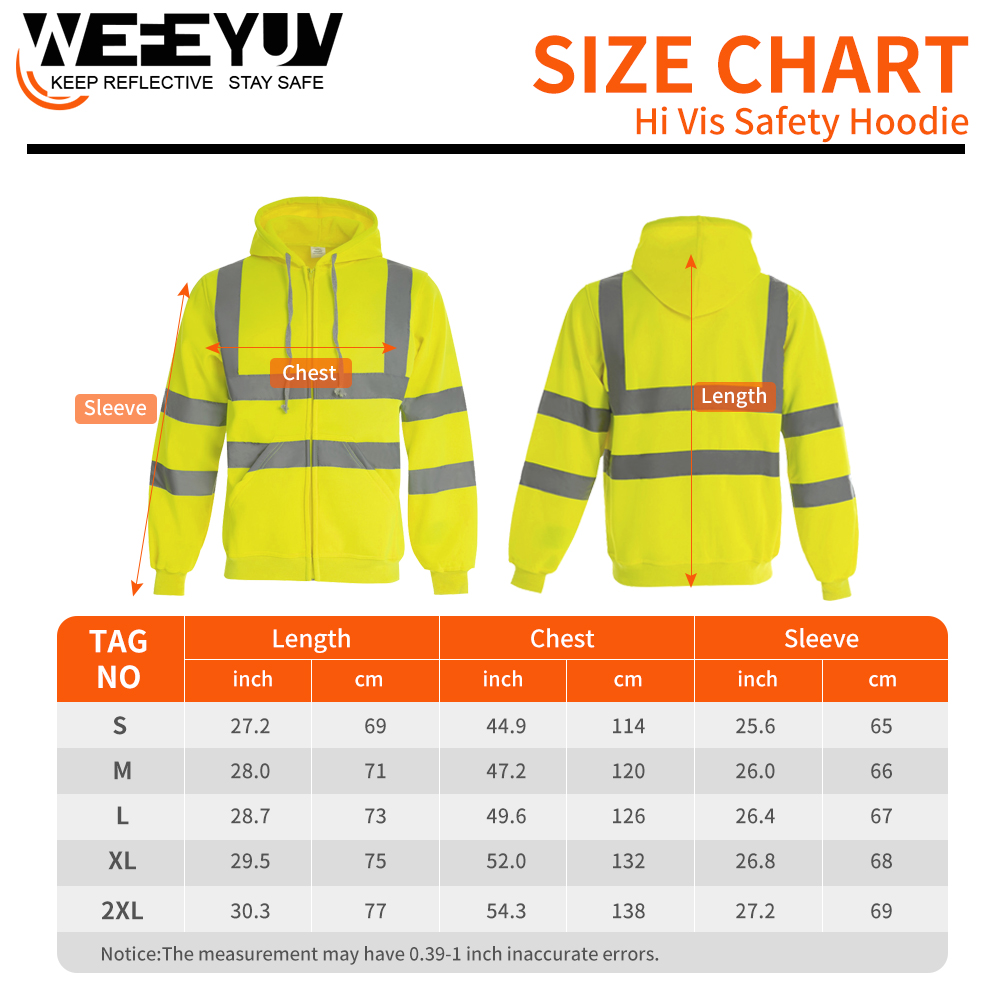 WEFEYUV
KEEP REFLECTIVE STAY SAFE
SIZE CHART
Hi Vis Safety Hoodie
Sleeve
Chest
Length
TAG NO Length Chest Sleeve
inch cm inch cm inch cm
S 27.2 69 44.9 114 25.6 65
M 28.0 71 47.2 120 26.0 66
L 28.7 73 49.6 126 26.4 67
XL 29.5 75 52.0 132 26.8 68
2XL 30.3 77 54.3 138 27.2 69
Notice:The measurement may have 0.39-1 inch inaccurate errors.